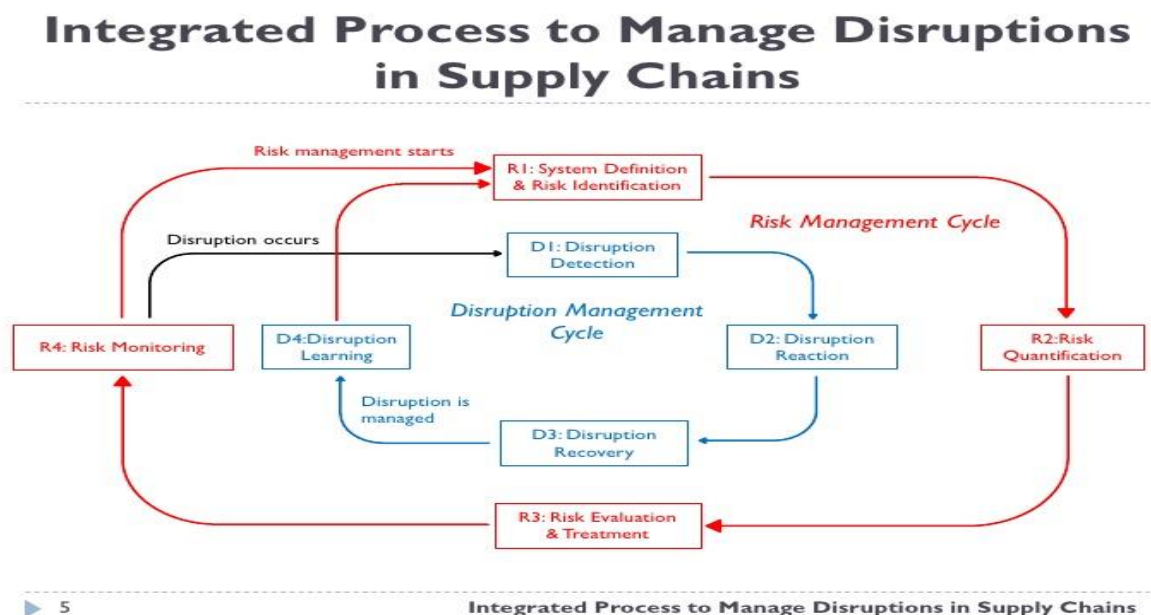 Integrated Process to Manage Disruptions
in Supply Chains
Risk management starts
R1: System Definition
& Risk Identification
Risk Management Cycle
Disruption occurs
D1: Disruption
Detection
Disruption Management
Cycle
R4: Risk Monitoring
D4:Disruption
Learning
D2: Disruption
Reaction
R2:Risk
Quantification
Disruption is
managed
D3: Disruption
Recovery
R3: Risk Evaluation
& Treatment
5
Integrated Process to Manage Disruptions in Supply Chains